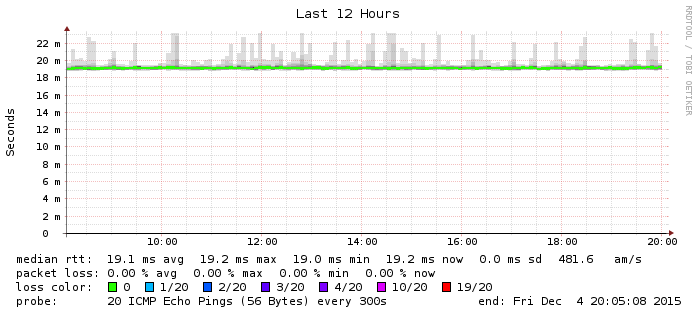 Last 12 Hours
RRDTOOL / TOBI OETIKER
Seconds
22 m
20 m
18 m
16 m
14 m
12 m
10 m
8 m
6 m
4 m
2 m
0
10:00 12:00 14:00 16:00 18:00 20:00
median rtt: 19.1 ms avg 19.2 ms max 19.0 ms min 19.2 ms now 0.0 ms sd 481.6 am/s
packet loss: 0.00 % avg 0.00 % max 0.00 % min 0.00 % now
loss color: 0 1/20 2/20 3/20 4/20 10/20 19/20
probe: 20 ICMP Echo Pings (56 Bytes) every 300s end: Fri Dec 4 20:05:08 2015